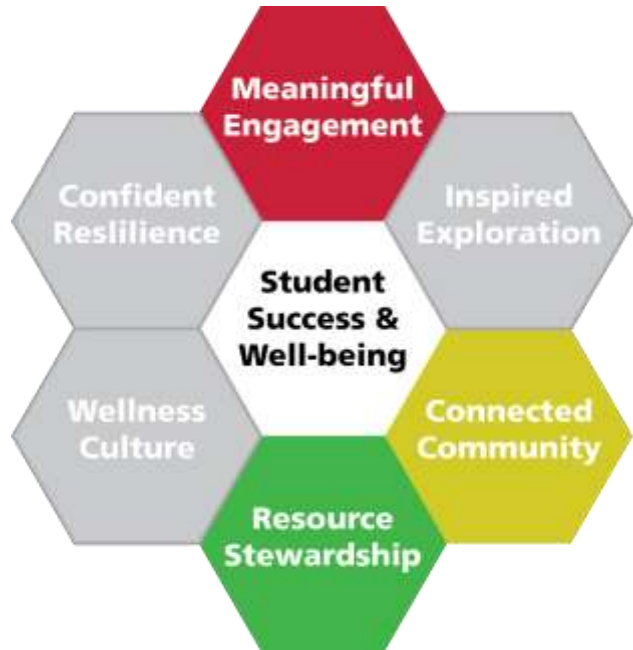 Meaningful
Engagement
Confident
Reslilience
Inspired
Exploration
Student
Success &
Well-being
Wellness
Culture
Connected
Community
Resource
Stewardship